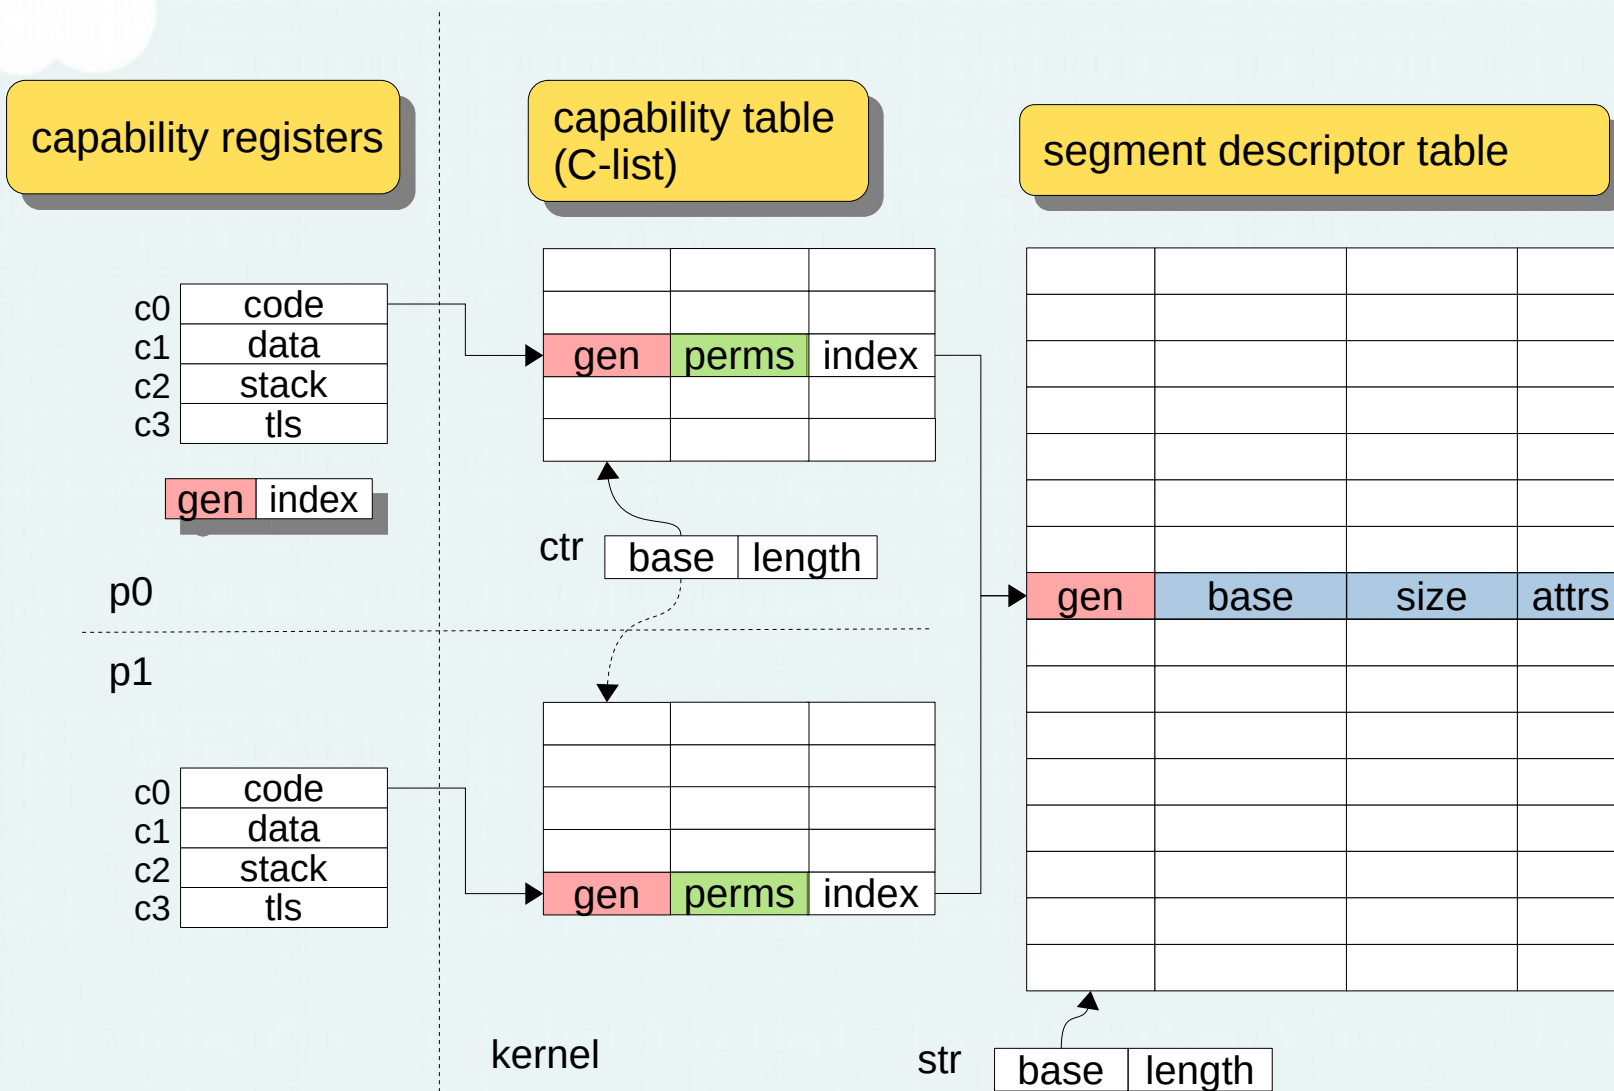 capability registers
capability table
(C-list)
segment descriptor table
c0 code
c1 data
c2 stack
c3 tls
gen index
gen perms index
ctr base length
p0
gen base size attrs
p1
c0 code
c1 data
c2 stack
c3 tls
gen perms index
kernel
str base length